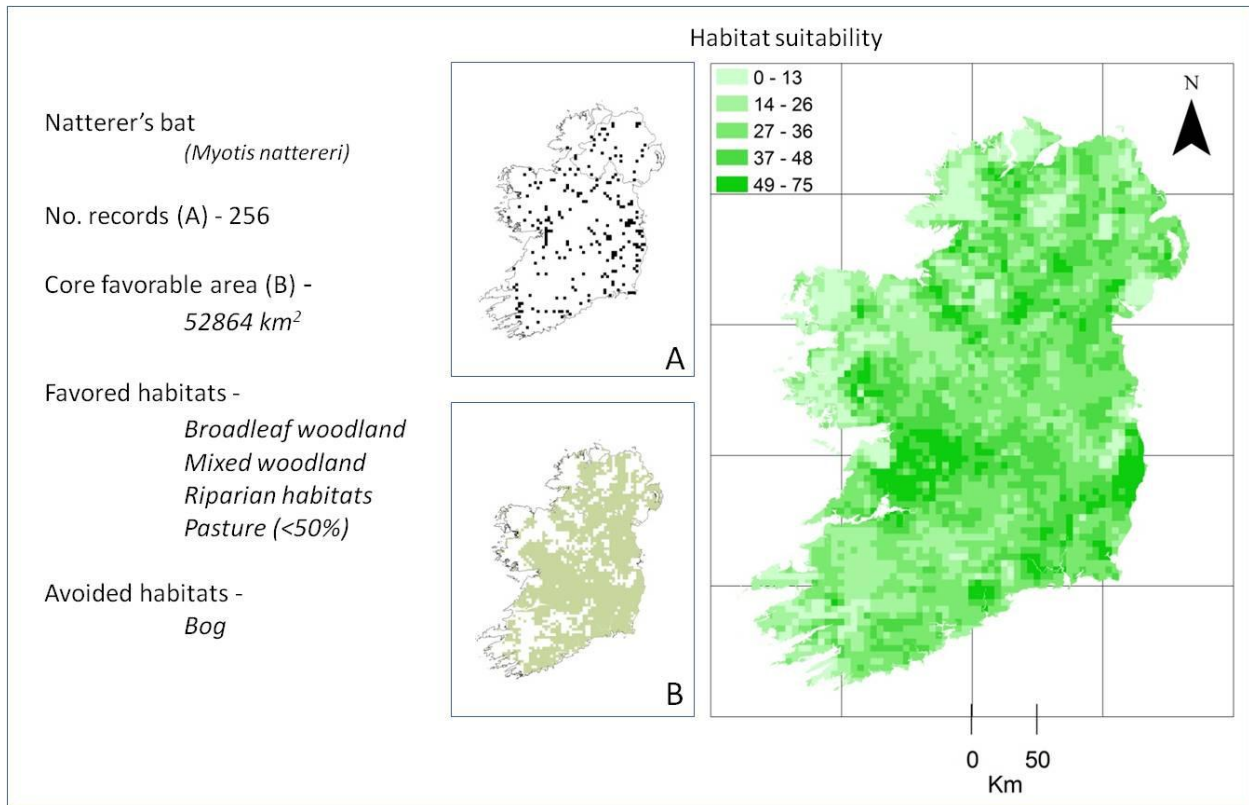 Natterer's bat
(Myotis nattereri)
No. records (A) - 256
Core favorable area (B) -
52864 km²
Favored habitats -
Broadleaf woodland
Mixed woodland
Riparian habitats
Pasture (<50%)
Avoided habitats -
Bog
A
B
Habitat suitability
0 - 13
14 - 26
27 - 36
37 - 48
49 - 75
N
0 50
Km